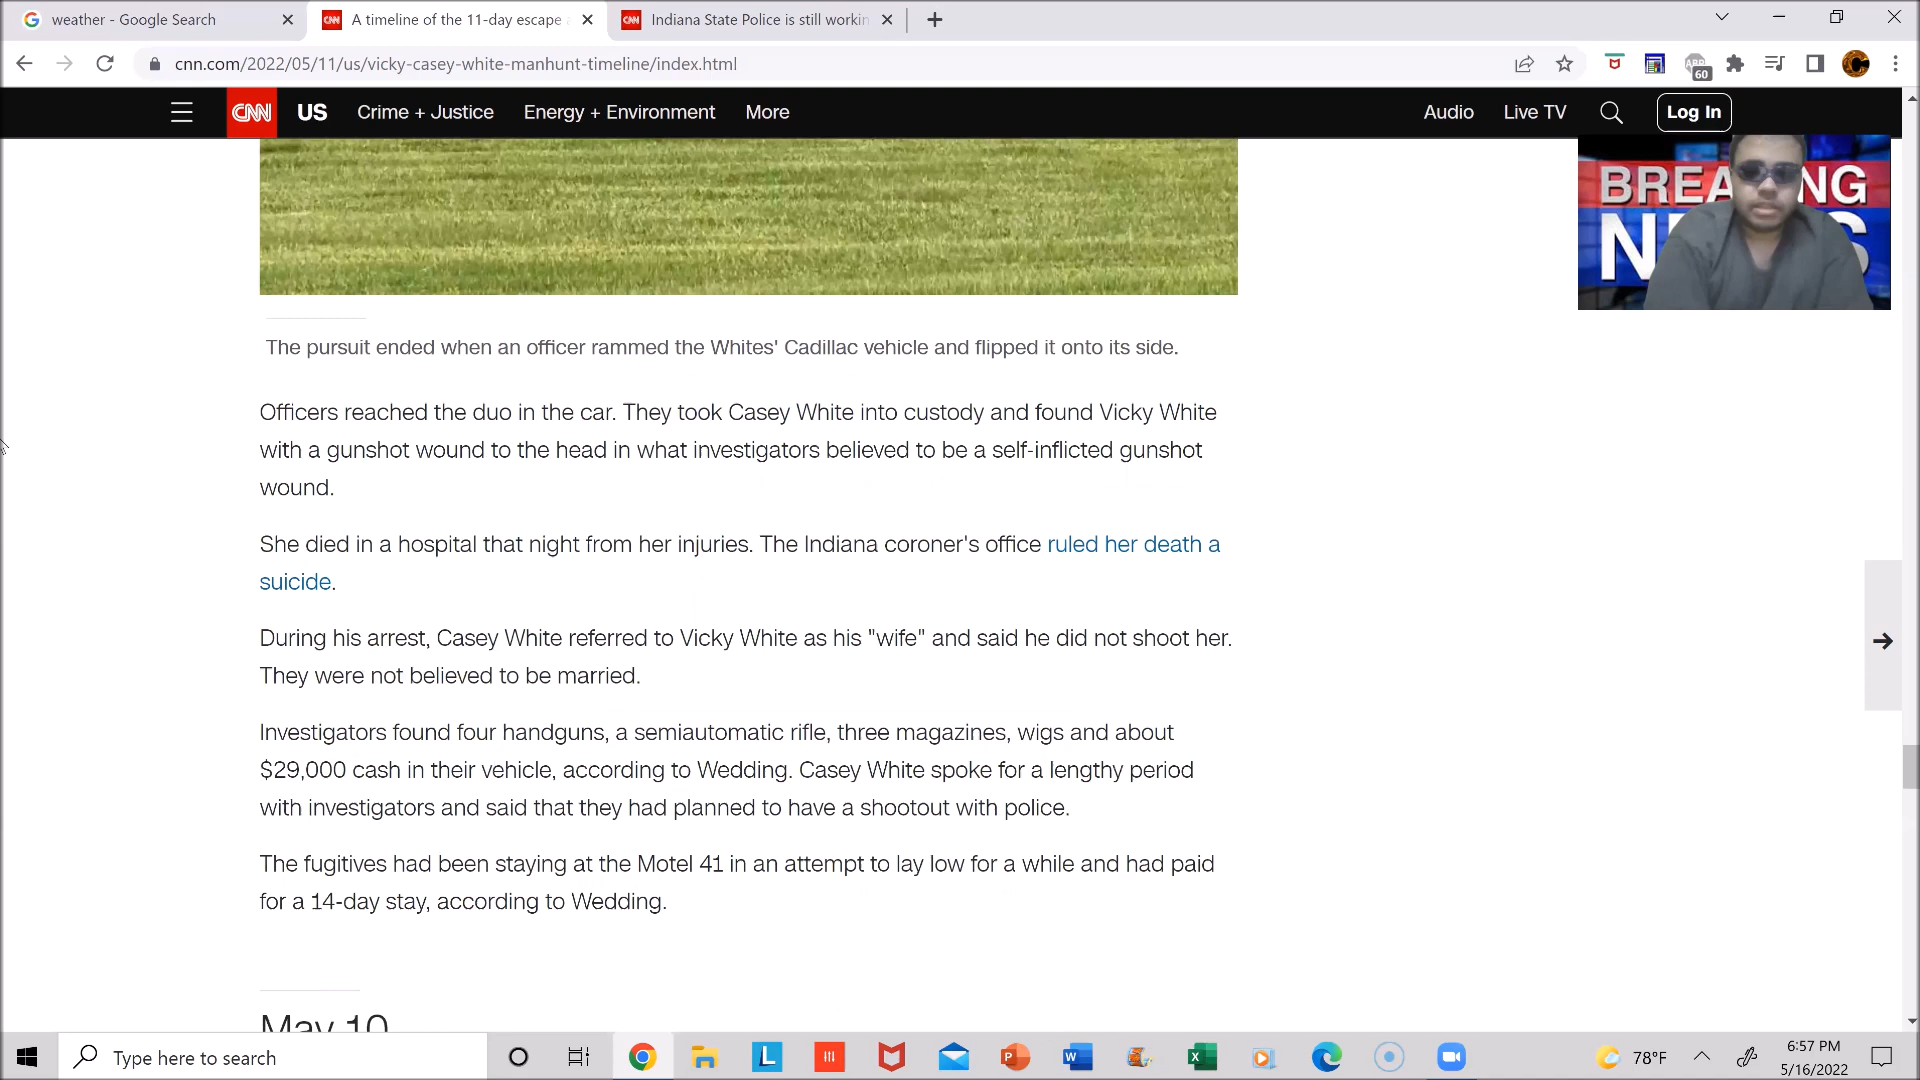 weather - Google Search
A timeline of the 11-day escape
Indiana State Police is still workin
cnn.com/2022/05/11/us/vicky-casey-white-manhunt-timeline/index.html
60
CNN US Crime + Justice Energy + Environment More Audio Live TV Log In
BREA NG
N S
The pursuit ended when an officer rammed the Whites' Cadillac vehicle and flipped it onto its side.
Officers reached the duo in the car. They took Casey White into custody and found Vicky White
with a gunshot wound to the head in what investigators believed to be a self-inflicted gunshot
wound.
She died in a hospital that night from her injuries. The Indiana coroner's office ruled her death a
suicide.
During his arrest, Casey White referred to Vicky White as his "wife" and said he did not shoot her.
They were not believed to be married.
Investigators found four handguns, a semiautomatic rifle, three magazines, wigs and about
$29,000 cash in their vehicle, according to Wedding. Casey White spoke for a lengthy period
with investigators and said that they had planned to have a shootout with police.
The fugitives had been staying at the Motel 41 in an attempt to lay low for a while and had paid
for a 14-day stay, according to Wedding.
May 10
Type here to search
78°F
6:57 PM
5/16/2022